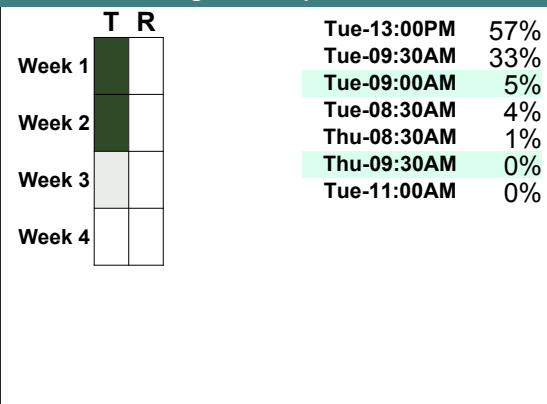 T R
Week 1
Week 2
Week 3
Week 4
Tue-13:00PM 57%
Tue-09:30AM 33%
Tue-09:00AM 5%
Tue-08:30AM 4%
Thu-08:30AM 1%
Thu-09:30AM 0%
Tue-11:00AM 0%